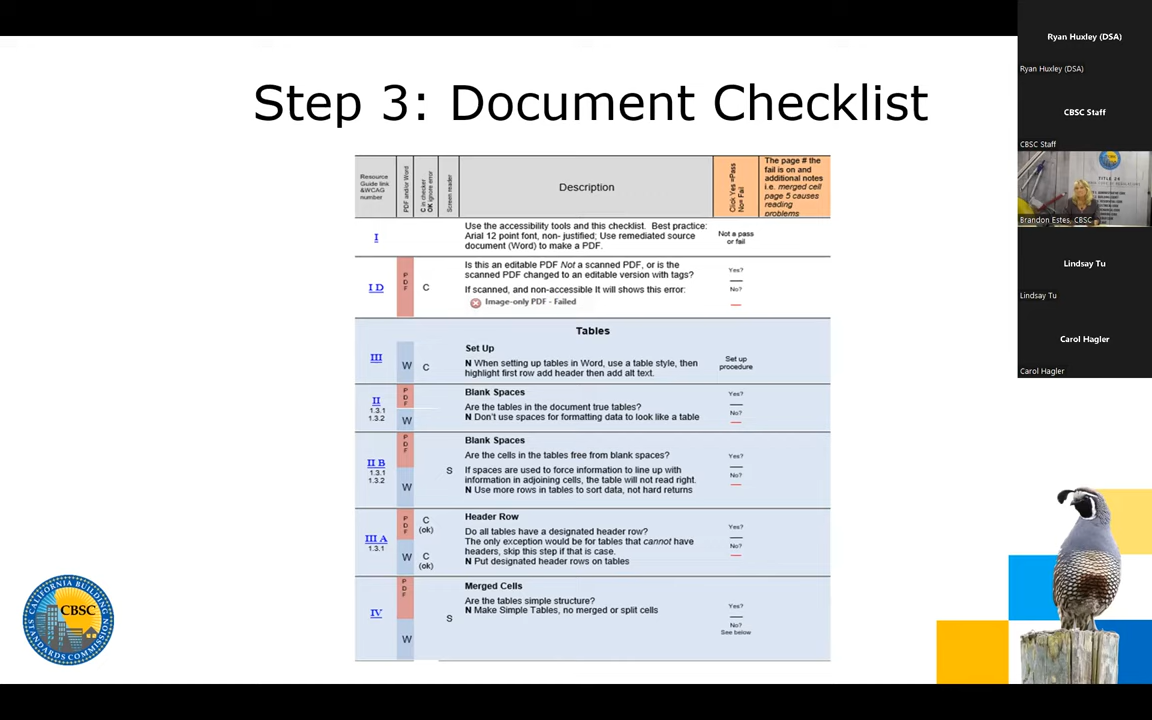 Step 3: Document Checklist
Resource
Guide link
&WCAG
number
PDF and/or Word
C in checker
OK ignore error
Screen reader
Description
Click Yes =Pass
No= Fail
The page # the
fail is on and
additional notes
i.e. merged cell
page 5 causes
reading
problems
I
Use the accessibility tools and this checklist. Best practice:
Arial 12 point font, non- justified; Use remediated source
document (Word) to make a PDF.
Not a pass
or fail
I D
PDF
C
Is this an editable PDF Not a scanned PDF, or is the
scanned PDF changed to an editable version with tags?
If scanned, and non-accessible It will shows this error:
Image-only PDF - Failed
Yes?
No?
Tables
III
W
C
Set Up
N When setting up tables in Word, use a table style, then
highlight first row add header then add alt text.
Set up
procedure
II
1.3.1
1.3.2
PDF
W
Blank Spaces
Are the tables in the document true tables?
N Don't use spaces for formatting data to look like a table
Yes?
No?
II B
1.3.1
1.3.2
PDF
W
S
Blank Spaces
Are the cells in the tables free from blank spaces?
If spaces are used to force information to line up with
information in adjoining cells, the table will not read right.
N Use more rows in tables to sort data, not hard returns
Yes?
No?
III A
1.3.1
PDF
W
C
(ok)
C
(ok)
Header Row
Do all tables have a designated header row?
The only exception would be for tables that cannot have
headers, skip this step if that is case.
N Put designated header rows on tables
Yes?
No?
IV
PDF
W
S
Merged Cells
Are the tables simple structure?
N Make Simple Tables, no merged or split cells
Yes?
No?
See below
CALIFORNIA BUILDING
STANDARDS COMMISSION
CBSC
Ryan Huxley (DSA)
Ryan Huxley (DSA)
CBSC Staff
CBSC Staff
TITLE 24
Brandon Estes, CBSC
Lindsay Tu
Lindsay Tu
Carol Hagler
Carol Hagler